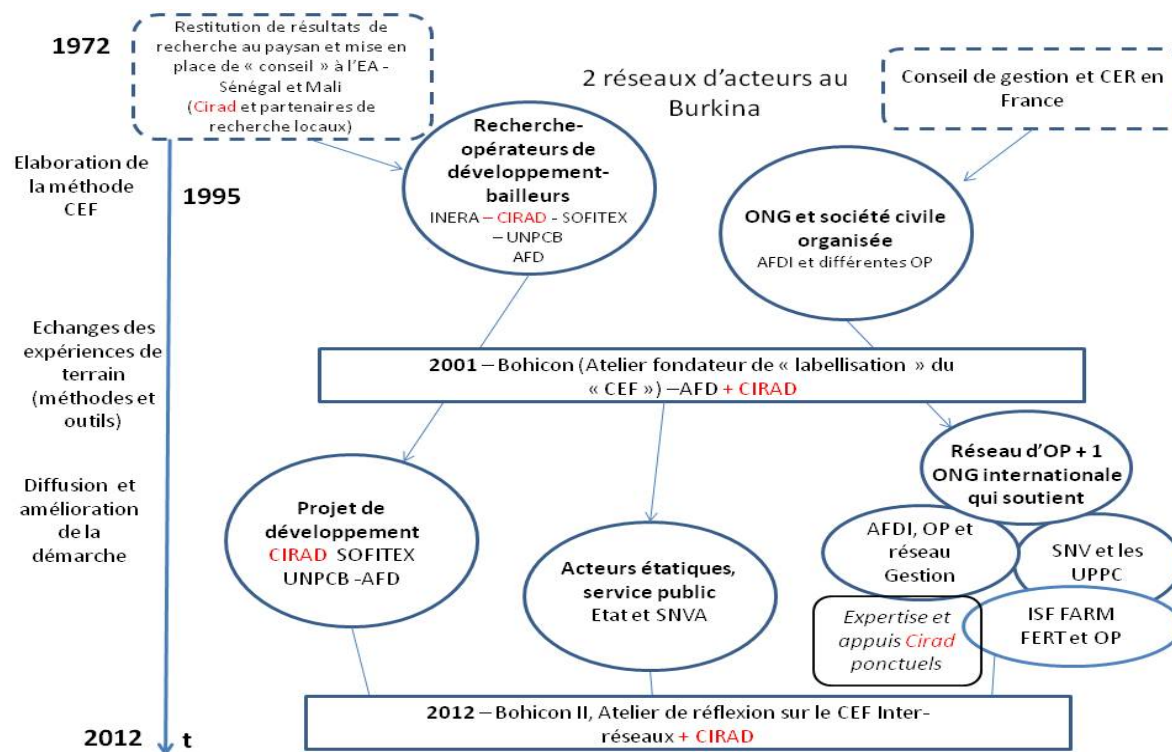 1972
Restitution de résultats de
recherche au paysan et mise en
place de « conseil » à l'EA -
Sénégal et Mali
(Cirad et partenaires de
recherche locaux)
2 réseaux d'acteurs au
Burkina
Conseil de gestion et CER en
France
Elaboration de
la méthode
CEF
1995
Recherche-
opérateurs de
développement-
bailleurs
INERA – CIRAD - SOFITEX
– UNPCB
AFD
ONG et société civile
organisée
AFDI et différentes OP
Echanges des
expériences de
terrain
(méthodes et
outils)
2001 – Bohicon (Atelier fondateur de « labellisation » du
« CEF ») –AFD + CIRAD
Diffusion et
amélioration
de la
démarche
Projet de
développement
CIRAD SOFITEX
UNPCB -AFD
Acteurs étatiques,
service public
Etat et SNVA
Réseau d'OP + 1
ONG internationale
qui soutient
AFDI, OP et
réseau
Gestion
SNV et les
UPPC
Expertise et
appuis Cirad
ponctuels
ISF FARM
FERT et OP
2012 – Bohicon II, Atelier de réflexion sur le CEF Inter-
réseaux + CIRAD
2012 t